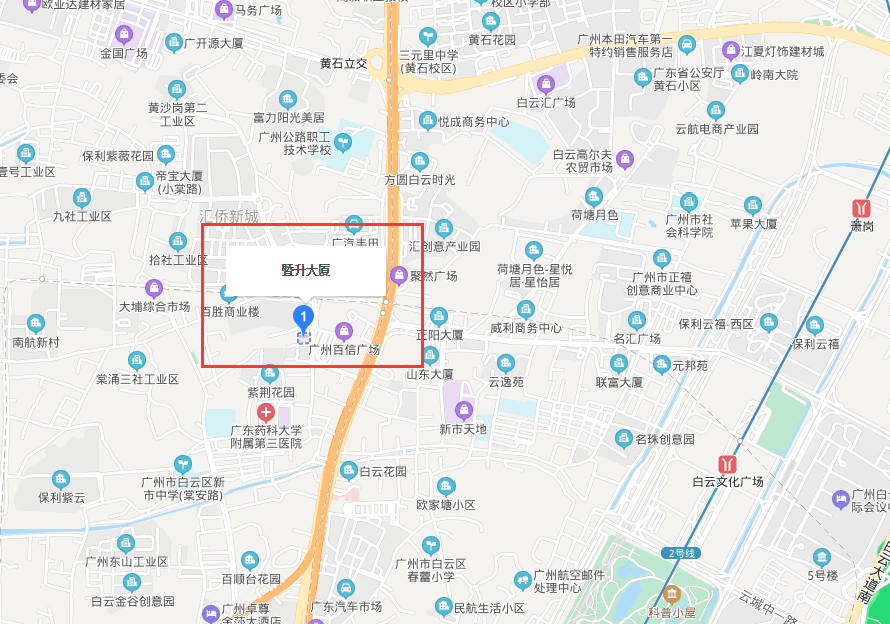 欧业达建材家居
马务广场
校区小学部
金国广场
广开源大厦
黄石立交
三元里中学
(黄石校区)
黄石花园
广州本田汽车第一
特约销售服务店
江夏灯饰建材城
广东省公安厅
黄石小区
岭南大院
委会
黄沙岗第二
工业区
富力阳光美居
白云汇广场
广州公路职工
技术学校
悦成商务中心
云航电商产业园
壹号工业区
保利紫薇花园
帝宝大厦
(小棠路)
方圆白云时光
白云高尔夫
农贸市场
九社工业区
汇侨新城
荷塘月色
广州市社
会科学院
苹果大厦
萧岗
拾社工业区
广汽丰田
汇创意产业园
荷塘月色-星悦
居·星怡居
广州市正禧
创意商业中心
暨升大厦
聚然广场
大埔综合市场
百胜商业楼
1
南航新村
广州百信广场
正阳大厦
威利商务中心
名汇广场
保利云禧-西区
保利云禧
棠涌三社工业区
紫荆花园
山东大厦
云逸苑
联富大厦
元邦苑
广东药科大学
附属第三医院
新市天地
名珠创意园
保利紫云
广州市白云区新
市中学(棠安路)
白云花园
欧家塘小区
白云文化广场
广州白云
际会议中
广州东山工业区
百顺台花园
广州市白云区
春蕾小学
2号线
5号楼
白云大道南
白云金谷创意园
广州卓尊
金莎大酒店
广东汽车市场
广州航空邮件
处理中心
民航生活小区
科普小屋
云城中一路